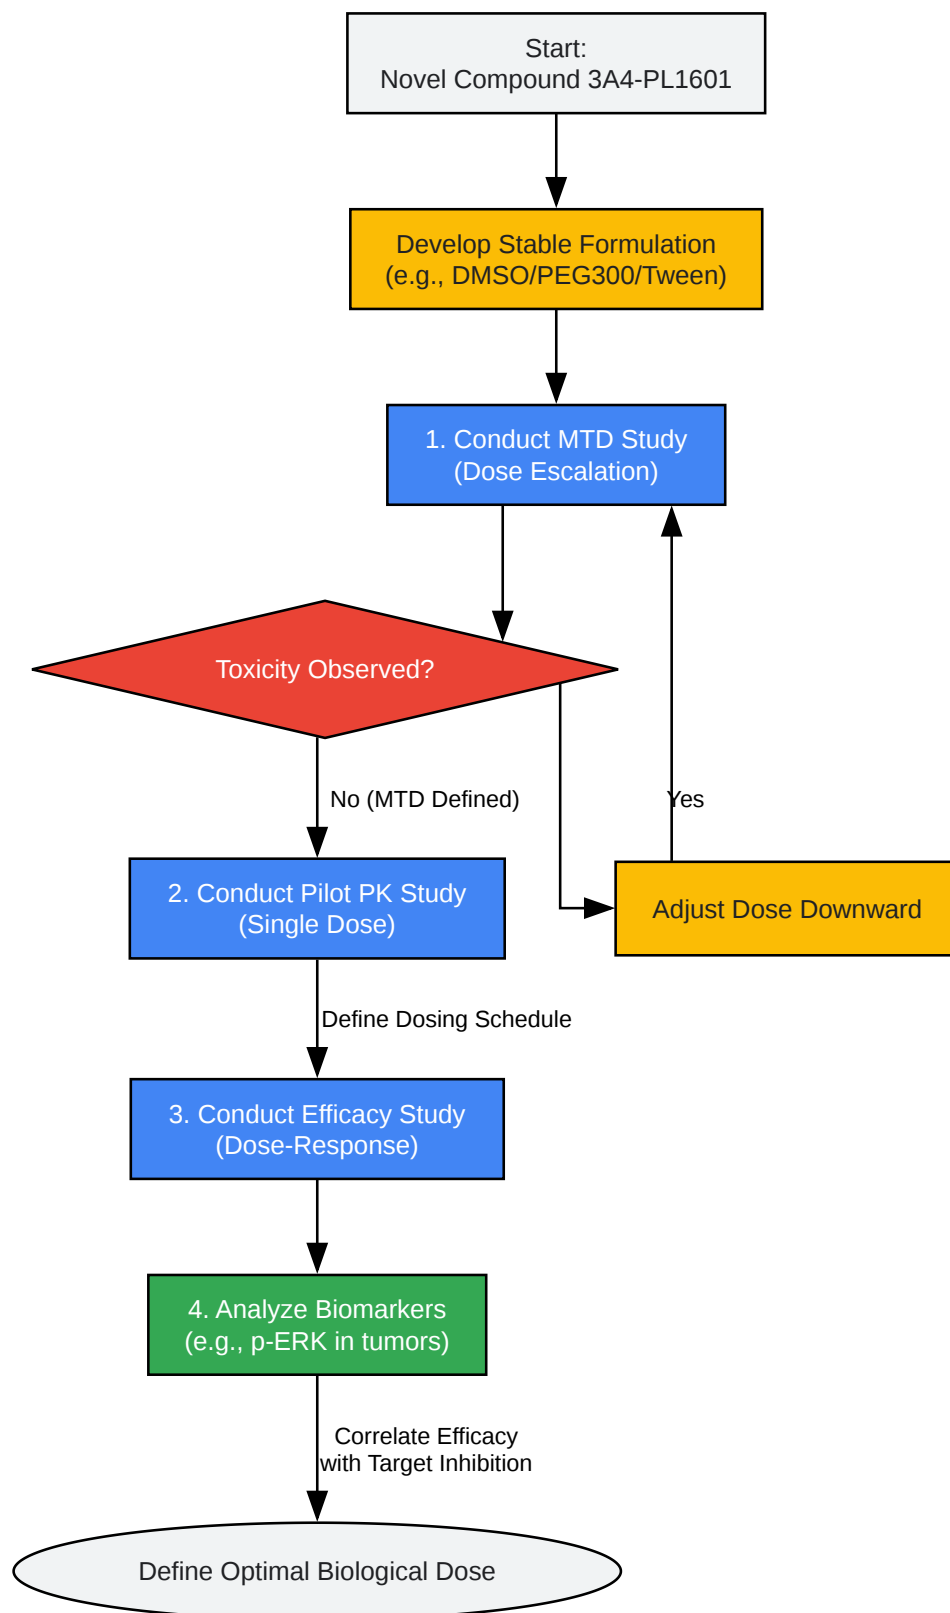 Start:
Novel Compound 3A4-PL1601
Develop Stable Formulation
(e.g., DMSO/PEG300/Tween)
1. Conduct MTD Study
(Dose Escalation)
Toxicity Observed?
No (MTD Defined)
Yes
2. Conduct Pilot PK Study
(Single Dose)
Adjust Dose Downward
Define Dosing Schedule
3. Conduct Efficacy Study
(Dose-Response)
4. Analyze Biomarkers
(e.g., p-ERK in tumors)
Correlate Efficacy
with Target Inhibition
Define Optimal Biological Dose